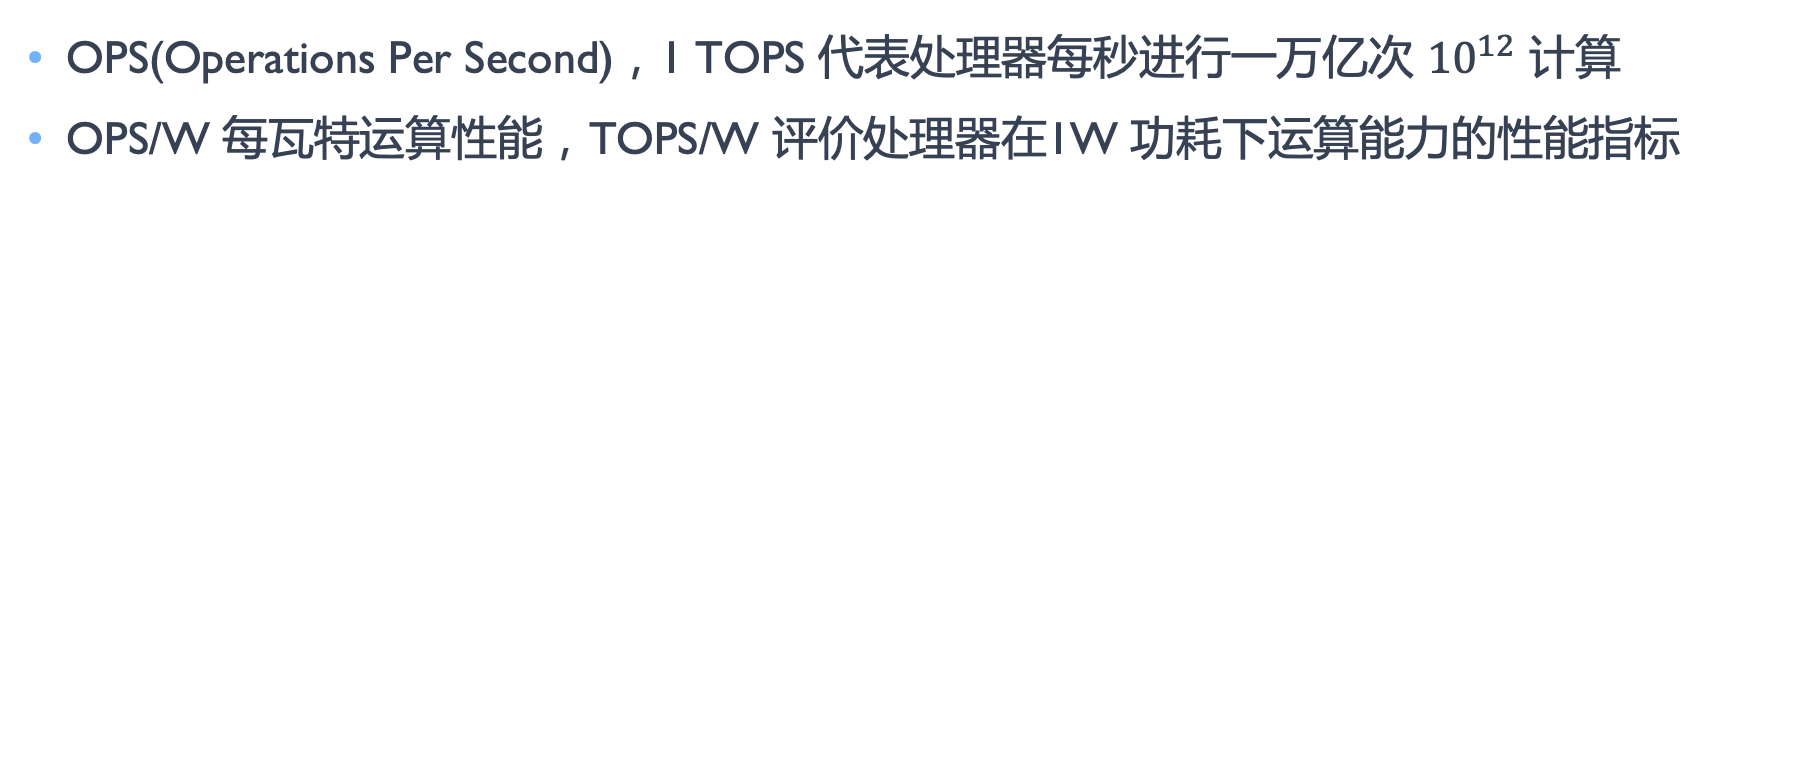 • OPS(Operations Per Second)，1 TOPS 代表处理器每秒进行一万亿次 10¹² 计算
• OPS/W 每瓦特运算性能，TOPS/W 评价处理器在1W 功耗下运算能力的性能指标